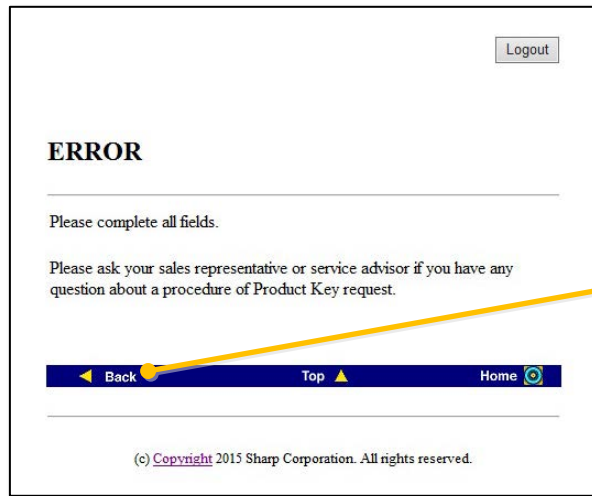 Logout
ERROR
Please complete all fields.
Please ask your sales representative or service advisor if you have any
question about a procedure of Product Key request.
Back Top Home
(c) Copyright 2015 Sharp Corporation. All rights reserved.